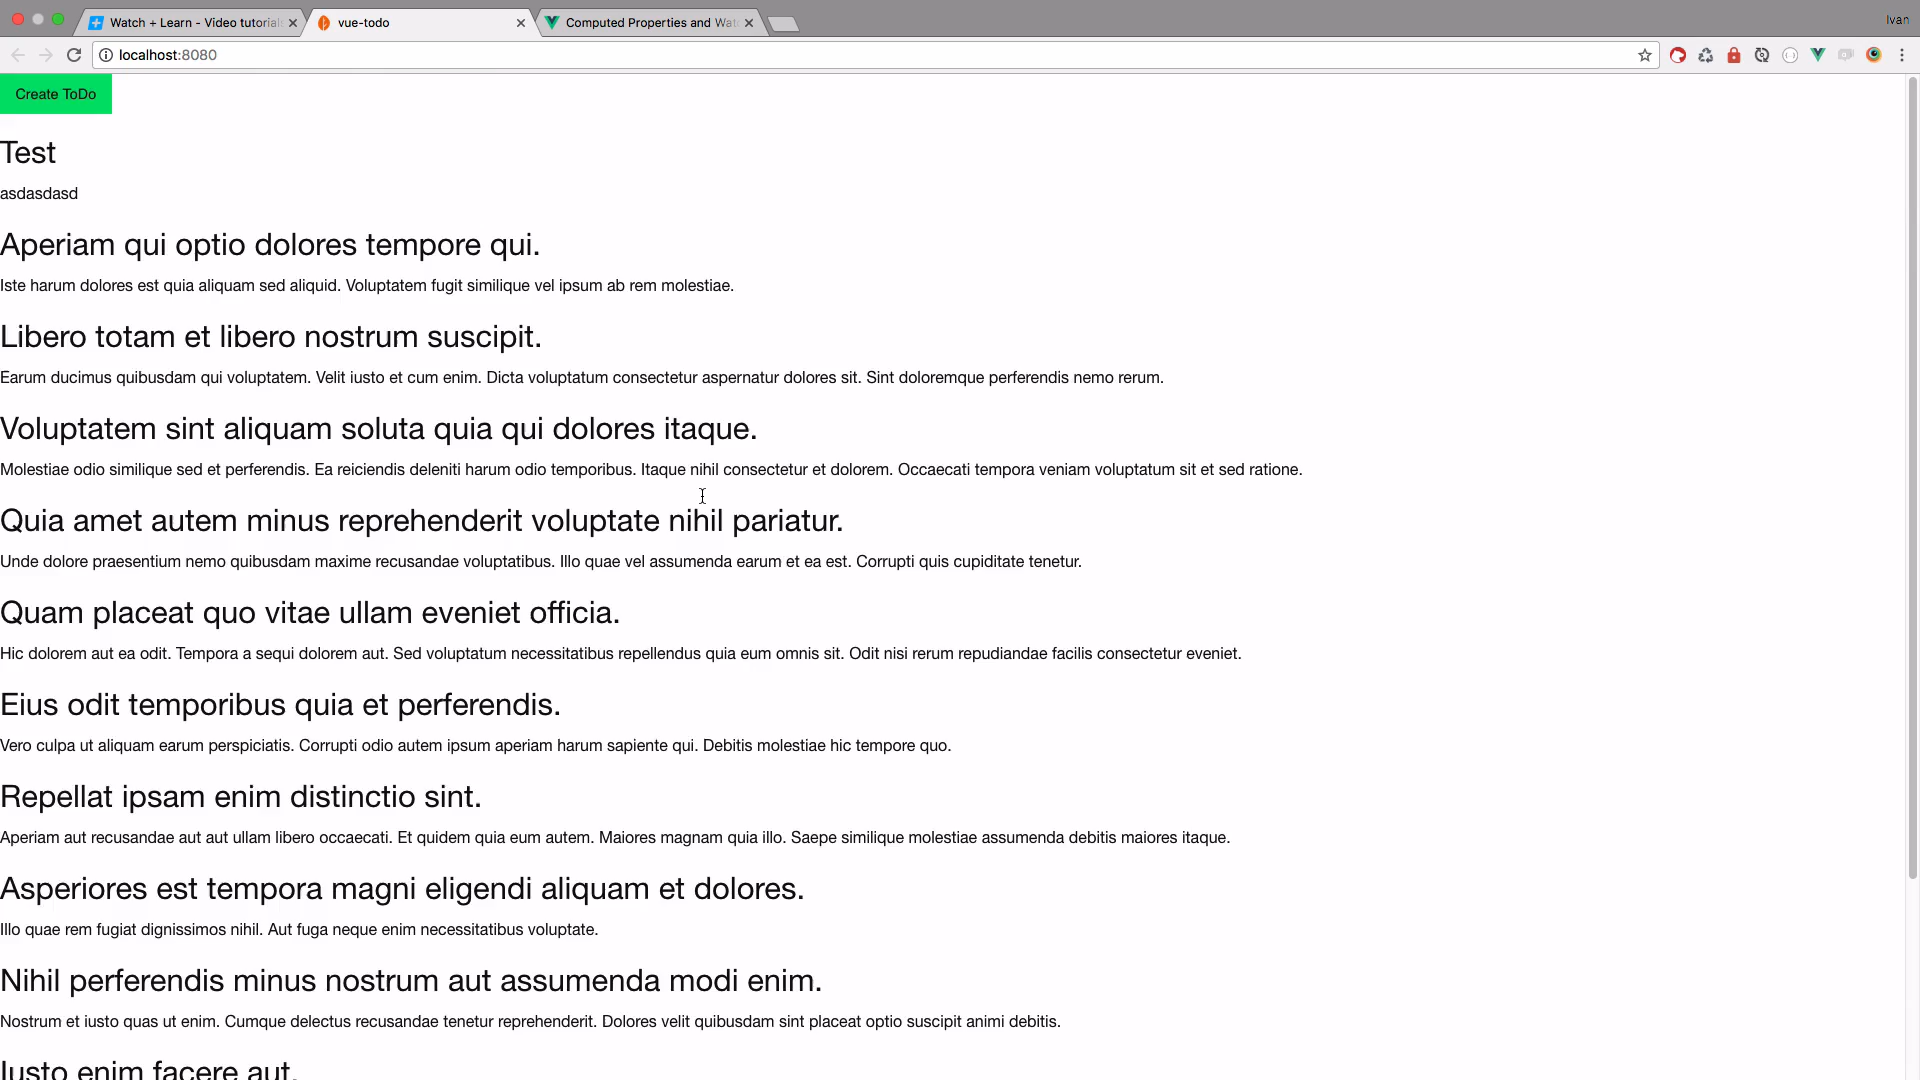 Watch + Learn - Video tutorials
vue-todo
Computed Properties and Wat
Ivan
localhost:8080
Create ToDo
Test
asdasdasd
Aperiam qui optio dolores tempore qui.
Iste harum dolores est quia aliquam sed aliquid. Voluptatem fugit similique vel ipsum ab rem molestiae.
Libero totam et libero nostrum suscipit.
Earum ducimus quibusdam qui voluptatem. Velit iusto et cum enim. Dicta voluptatum consectetur aspernatur dolores sit. Sint doloremque perferendis nemo rerum.
Voluptatem sint aliquam soluta quia qui dolores itaque.
Molestiae odio similique sed et perferendis. Ea reiciendis deleniti harum odio temporibus. Itaque nihil consectetur et dolorem. Occaecati tempora veniam voluptatum sit et sed ratione.
Quia amet autem minus reprehenderit voluptate nihil pariatur.
Unde dolore praesentium nemo quibusdam maxime recusandae voluptatibus. Illo quae vel assumenda earum et ea est. Corrupti quis cupiditate tenetur.
Quam placeat quo vitae ullam eveniet officia.
Hic dolorem aut ea odit. Tempora a sequi dolorem aut. Sed voluptatum necessitatibus repellendus quia eum omnis sit. Odit nisi rerum repudiandae facilis consectetur eveniet.
Eius odit temporibus quia et perferendis.
Vero culpa ut aliquam earum perspiciatis. Corrupti odio autem ipsum aperiam harum sapiente qui. Debitis molestiae hic tempore quo.
Repellat ipsam enim distinctio sint.
Aperiam aut recusandae aut aut ullam libero occaecati. Et quidem quia eum autem. Maiores magnam quia illo. Saepe similique molestiae assumenda debitis maiores itaque.
Asperiores est tempora magni eligendi aliquam et dolores.
Illo quae rem fugiat dignissimos nihil. Aut fuga neque enim necessitatibus voluptate.
Nihil perferendis minus nostrum aut assumenda modi enim.
Nostrum et iusto quas ut enim. Cumque delectus recusandae tenetur reprehenderit. Dolores velit quibusdam sint placeat optio suscipit animi debitis.
Iusto enim facere aut.